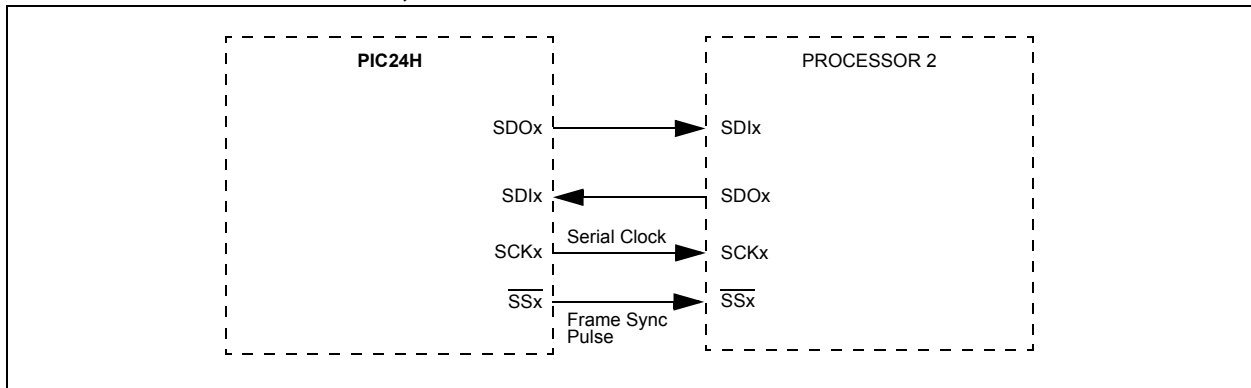 PIC24H
PROCESSOR 2
SDOx
SDIx
SDIx
SDOx
Serial Clock
SCKx
SCKx
SSx
SSx
Frame Sync
Pulse